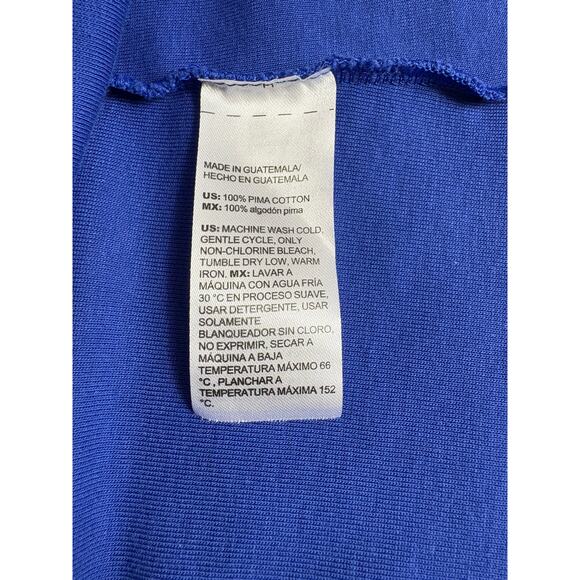 MADE IN GUATEMALA/
HECHO EN GUATEMALA
US: 100% PIMA COTTON
MX: 100% algodón pima
US: MACHINE WASH COLD,
GENTLE CYCLE, ONLY
NON-CHLORINE BLEACH,
TUMBLE DRY LOW, WARM
IRON. MX: LAVAR A
MÁQUINA CON AGUA FRÍA
30 °C EN PROCESO SUAVE,
USAR DETERGENTE, USAR
SOLAMENTE
BLANQUEADOR SIN CLORO,
NO EXPRIMIR, SECAR A
MÁQUINA A BAJA
TEMPERATURA MÁXIMO 66
°C , PLANCHAR A
TEMPERATURA MÁXIMA 152
°C.